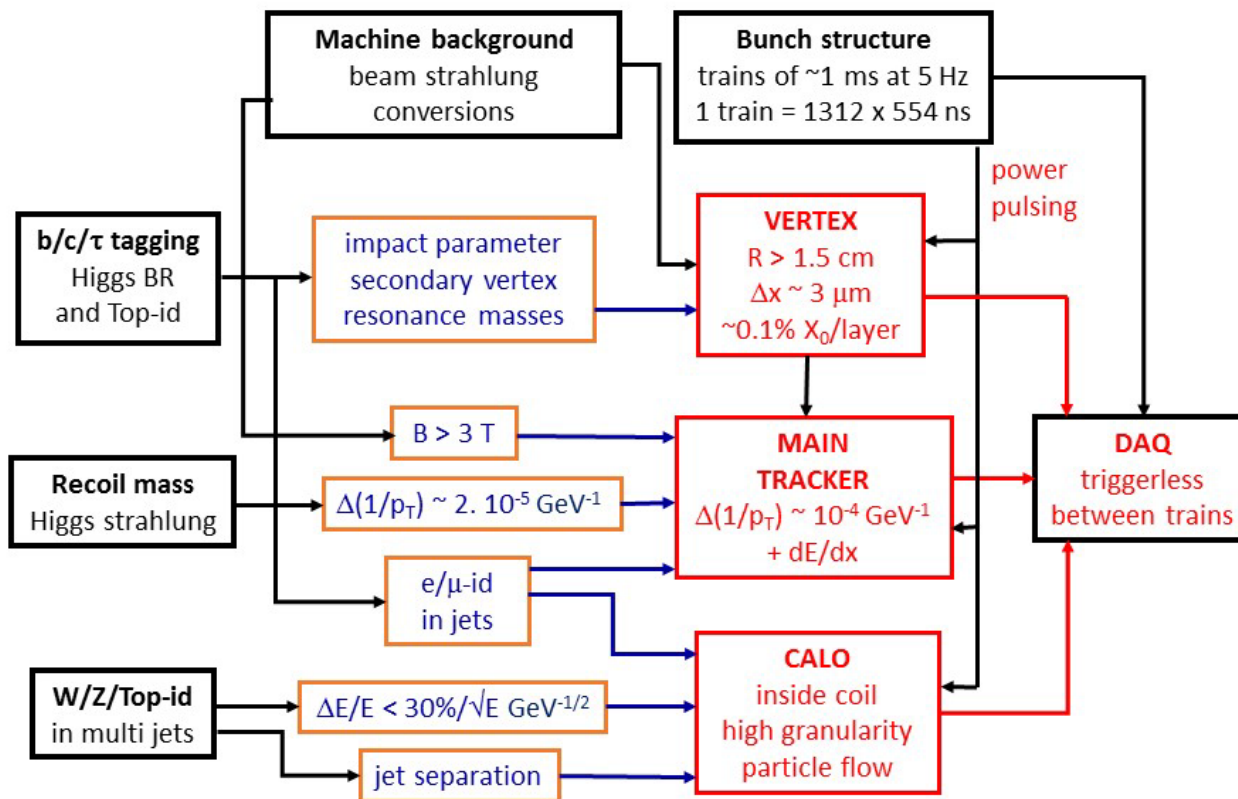 Machine background
beam strahlung
conversions
Bunch structure
trains of ~1 ms at 5 Hz
1 train = 1312 x 554 ns
power
pulsing
b/c/τ tagging
Higgs BR
and Top-id
impact parameter
secondary vertex
resonance masses
VERTEX
R > 1.5 cm
Δx ~ 3 μm
~0.1% X₀/layer
B > 3 T
MAIN
TRACKER
Δ(1/p_T) ~ 10⁻⁴ GeV⁻¹
+ dE/dx
DAQ
triggerless
between trains
Recoil mass
Higgs strahlung
Δ(1/p_T) ~ 2. 10⁻⁵ GeV⁻¹
e/μ-id
in jets
W/Z/Top-id
in multi jets
ΔE/E < 30%/√E GeV⁻¹/²
jet separation
CALO
inside coil
high granularity
particle flow